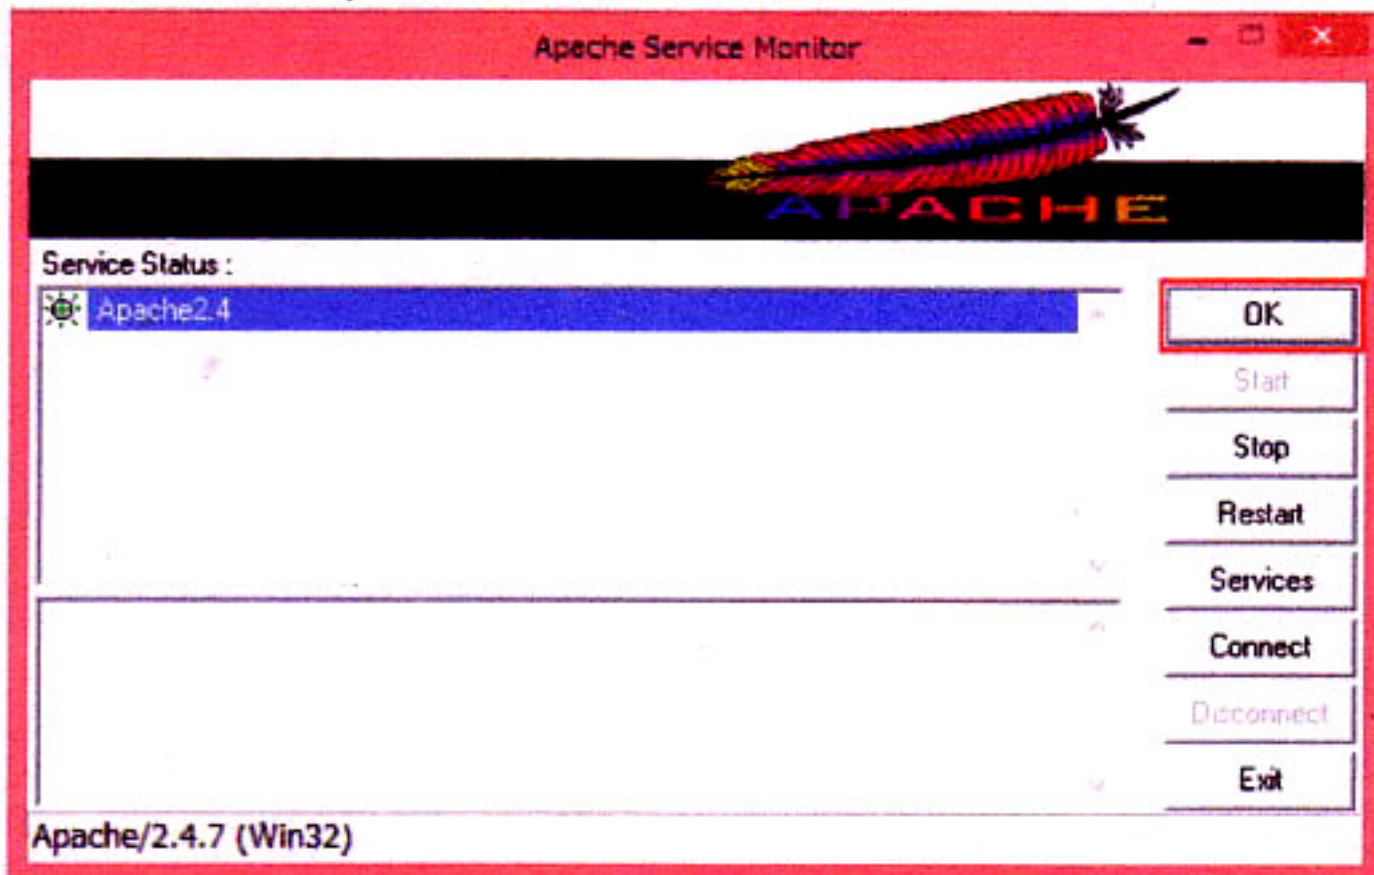 Apache Service Monitor
APACHE
Service Status :
Apache2.4
OK
Start
Stop
Restart
Services
Connect
Disconnect
Exit
Apache/2.4.7 (Win32)